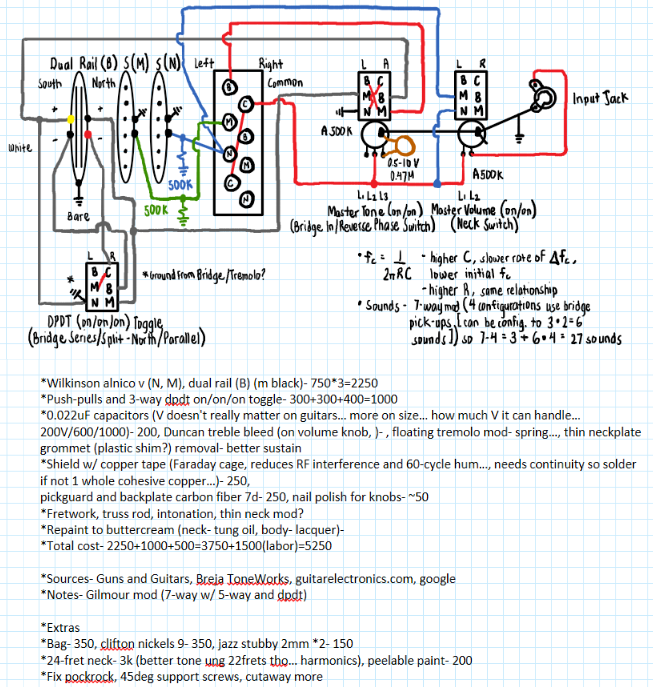 Dual Rail (B) S(M) S(N) Left Right
South North Common
L A L R
B C B C
M B M B
N M N M
Input Jack
A500K
White
0.5-10V
0.47M
A500K
500K
500K
Bare
L1 L2 L3
L1 L2
Master Tone (on/on) Master Volume (on/on)
(Bridge In/Reverse Phase Switch) (Neck Switch)
L R
B C
M B
N M
*Ground from Bridge/Tremolo?
DPDT (on/on/on) Toggle
(Bridge Series/Split-North/Parallel)
•fc = 1 - higher C, slower rate of Δfc,
2πRC lower initial fc
- higher R, same relationship
• Sounds - 7-way mod (4 configurations use bridge
pick-ups, [can be config. to 3•2=6
sounds]) so 7-4=3+6•4=27 sounds
*Wilkinson alnico v (N, M), dual rail (B) (m black)- 750*3=2250
*Push-pulls and 3-way dpdt on/on/on toggle- 300+300+400=1000
*0.022uF capacitors (V doesn't really matter on guitars... more on size... how much V it can handle...
200V/600/1000)- 200, Duncan treble bleed (on volume knob, )- , floating tremolo mod- spring..., thin neckplate
grommet (plastic shim?) removal- better sustain
*Shield w/ copper tape (Faraday cage, reduces RF interference and 60-cycle hum..., needs continuity so solder
if not 1 whole cohesive copper...)- 250,
pickguard and backplate carbon fiber 7d- 250, nail polish for knobs- ~50
*Fretwork, truss rod, intonation, thin neck mod?
*Repaint to buttercream (neck- tung oil, body- lacquer)-
*Total cost- 2250+1000+500=3750+1500(labor)=5250
*Sources- Guns and Guitars, Breja ToneWorks, guitarelectronics.com, google
*Notes- Gilmour mod (7-way w/ 5-way and dpdt)
*Extras
*Bag- 350, clifton nickels 9- 350, jazz stubby 2mm *2- 150
*24-fret neck- 3k (better tone ung 22frets tho... harmonics), peelable paint- 200
*Fix pockrock, 45deg support screws, cutaway more